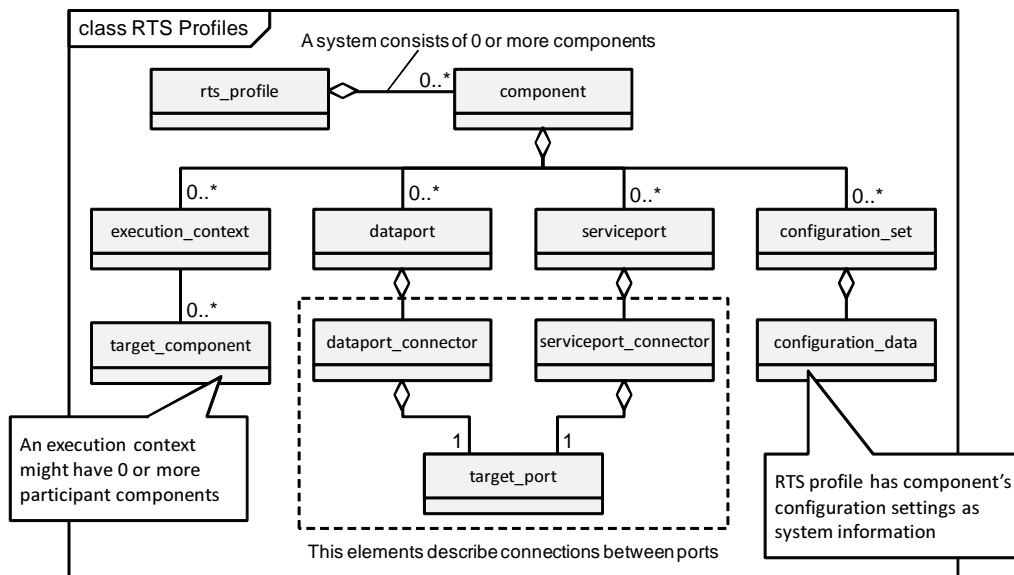 class RTS Profiles
A system consists of 0 or more components
rts_profile
0..*
component
0..*
0..*
0..*
0..*
execution_context
dataport
serviceport
configuration_set
0..*
target_component
dataport_connector
serviceport_connector
configuration_data
An execution context
might have 0 or more
participant components
1
1
target_port
RTS profile has component's
configuration settings as
system information
This elements describe connections between ports